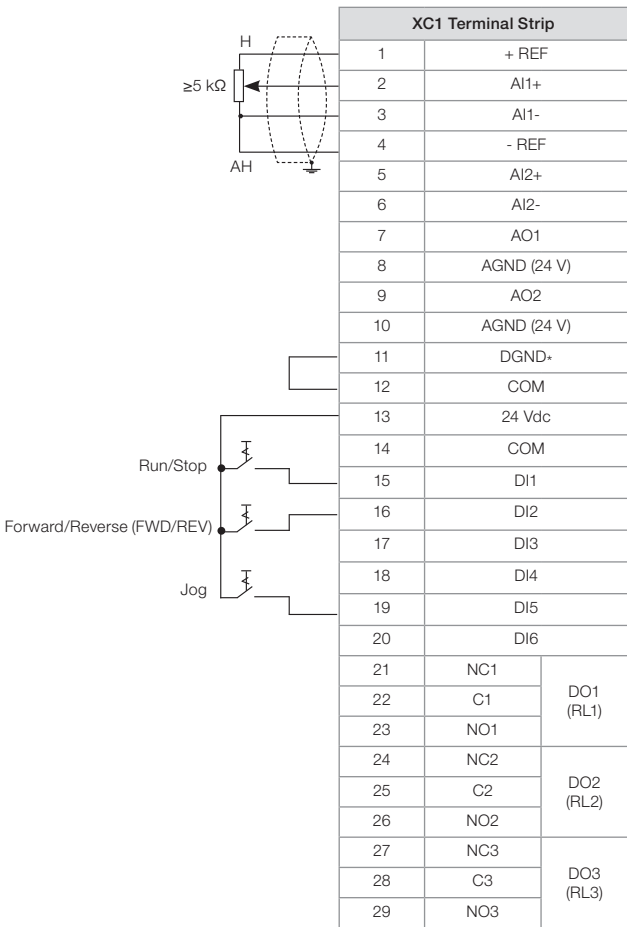 XC1 Terminal Strip
H
1 + REF
≥5 kΩ
2 AI1+
3 AI1-
4 - REF
AH
5 AI2+
6 AI2-
7 AO1
8 AGND (24 V)
9 AO2
10 AGND (24 V)
11 DGND*
12 COM
13 24 Vdc
14 COM
Run/Stop
15 DI1
16 DI2
Forward/Reverse (FWD/REV)
17 DI3
18 DI4
Jog
19 DI5
20 DI6
21 NC1
22 C1
DO1
(RL1)
23 NO1
24 NC2
25 C2
DO2
(RL2)
26 NO2
27 NC3
28 C3
DO3
(RL3)
29 NO3